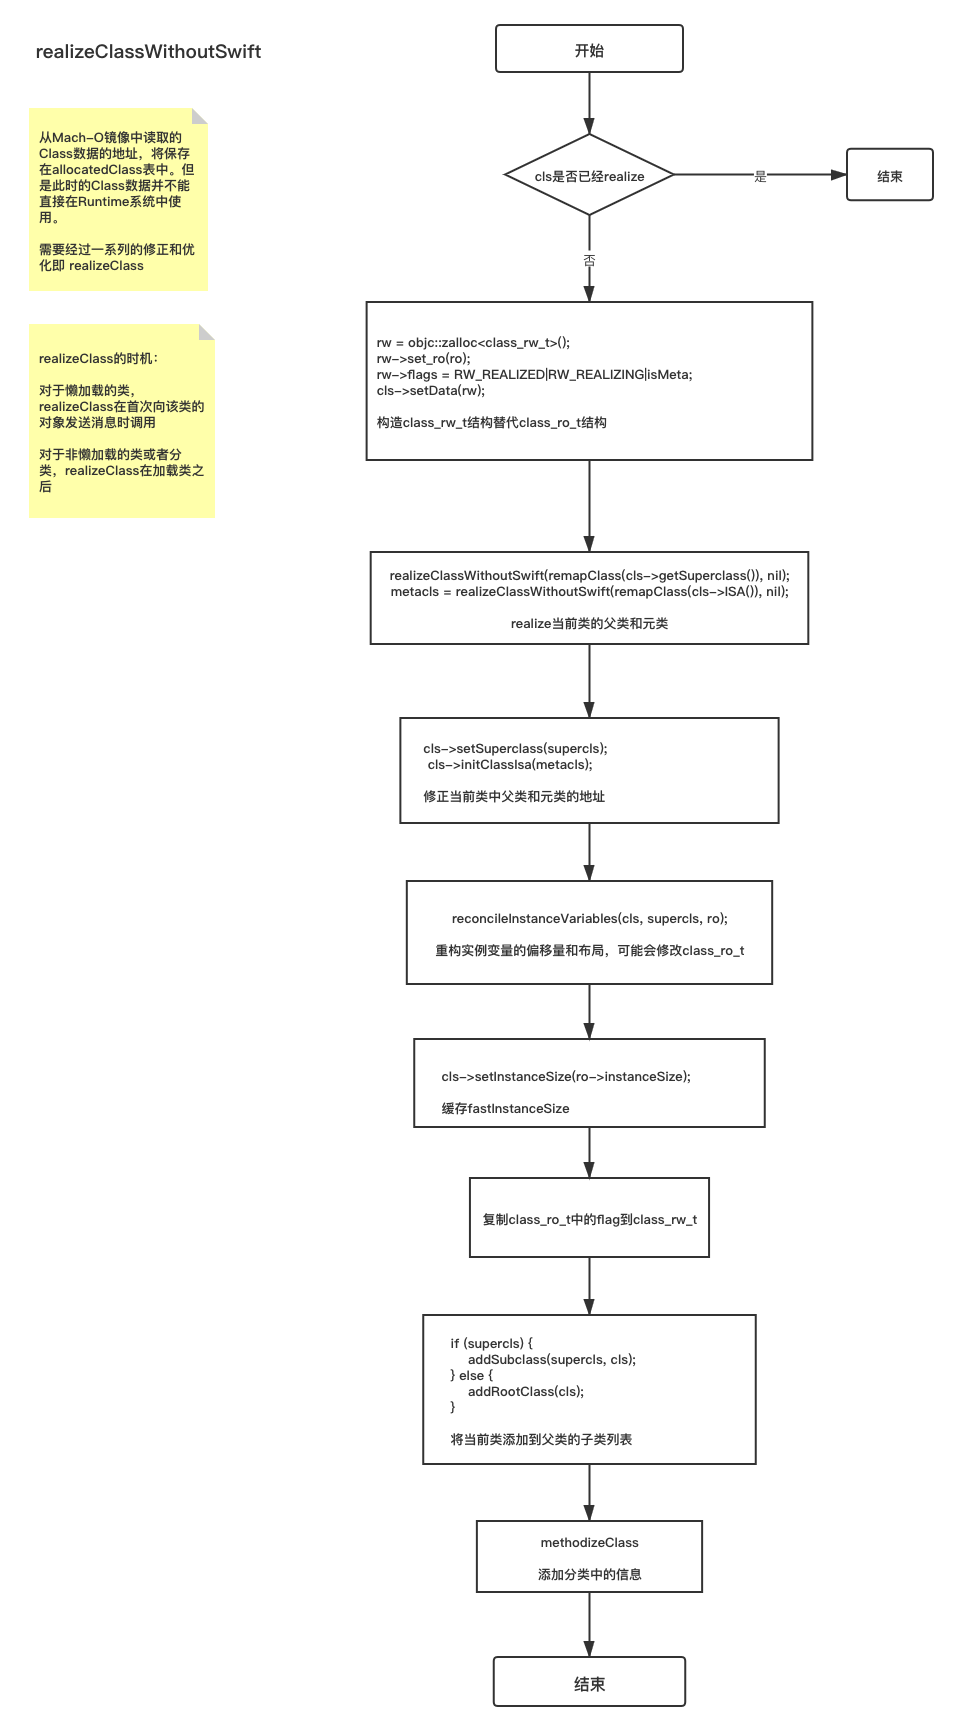 realizeClassWithoutSwift
从Mach-O镜像中读取的
Class数据的地址，将保存
在allocatedClass表中。但
是此时的Class数据并不能
直接在Runtime系统中使
用。
需要经过一系列的修正和优
化即 realizeClass
realizeClass的时机：
对于懒加载的类，
realizeClass在首次向该类的
对象发送消息时调用
对于非懒加载的类或者分
类，realizeClass在加载类之
后
开始
cls是否已经realize
是
结束
否
rw = objc::zalloc<class_rw_t>();
rw->set_ro(ro);
rw->flags = RW_REALIZED|RW_REALIZING|isMeta;
cls->setData(rw);
构造class_rw_t结构替代class_ro_t结构
realizeClassWithoutSwift(remapClass(cls->getSuperclass()), nil);
metacls = realizeClassWithoutSwift(remapClass(cls->ISA()), nil);
realize当前类的父类和元类
cls->setSuperclass(supercls);
cls->initClassIsa(metacls);
修正当前类中父类和元类的地址
reconcileInstanceVariables(cls, supercls, ro);
重构实例变量的偏移量和布局，可能会修改class_ro_t
cls->setInstanceSize(ro->instanceSize);
缓存fastInstanceSize
复制class_ro_t中的flag到class_rw_t
if (supercls) {
addSubclass(supercls, cls);
} else {
addRootClass(cls);
}
将当前类添加到父类的子类列表
methodizeClass
添加分类中的信息
结束